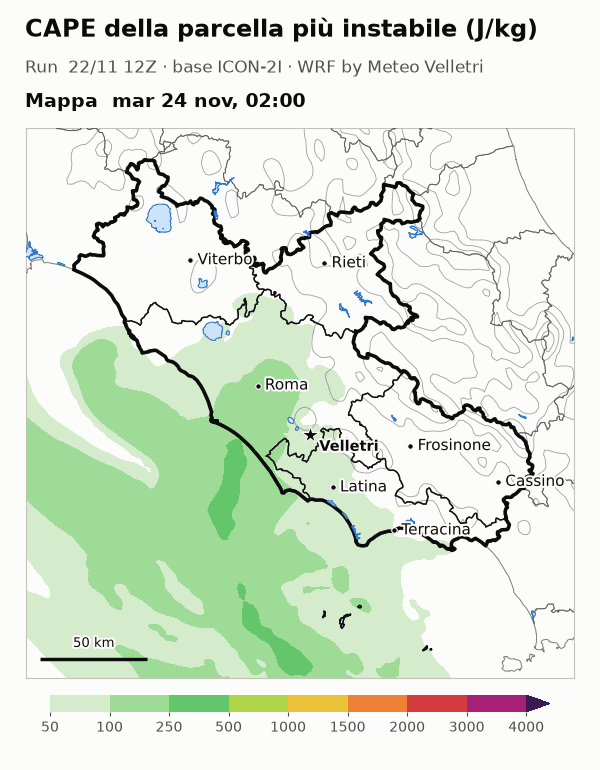 CAPE della parcella più instabile (J/kg)
Run  22/11 12Z · base ICON-2I · WRF by Meteo Velletri
Mappa  mar 24 nov, 02:00
Viterbo
Rieti
Roma
Velletri
Frosinone
Cassino
Latina
Terracina
50 km
50 100 250 500 1000 1500 2000 3000 4000